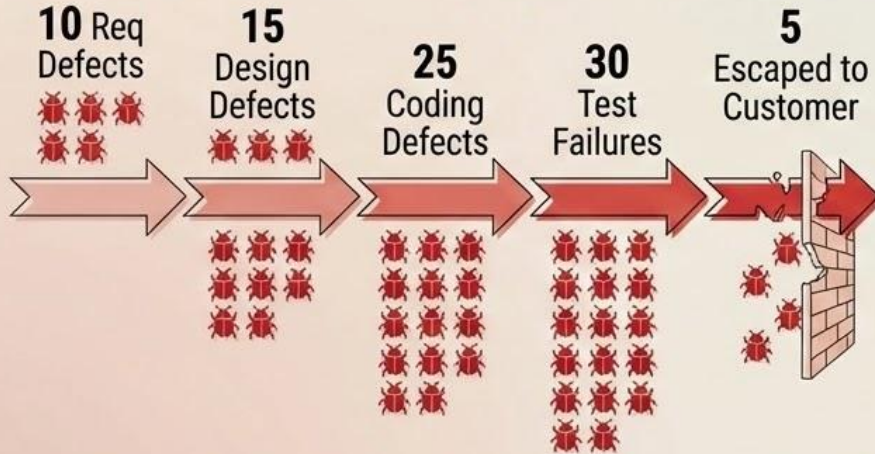 10 Req
Defects
15
Design
Defects
25
Coding
Defects
30
Test
Failures
5
Escaped to
Customer